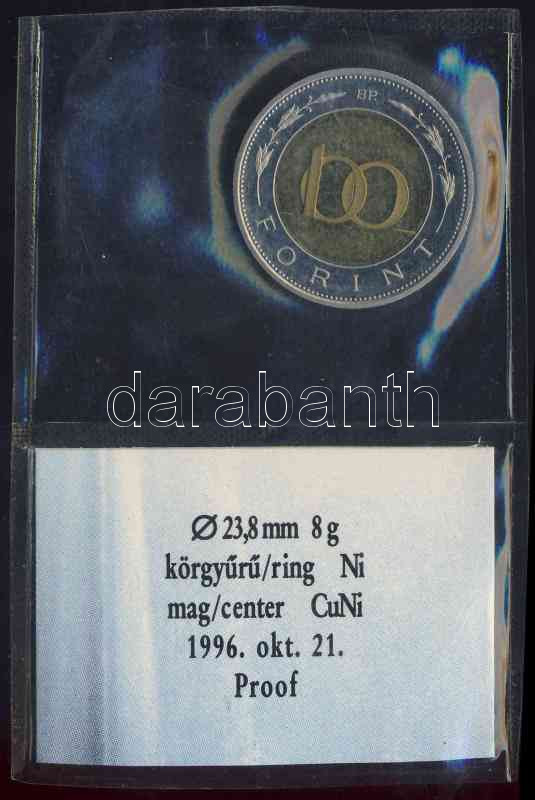 BP.
100
FORINT
darabanth
Ø 23,8 mm 8 g
körgyűrű/ring Ni
mag/center CuNi
1996. okt. 21.
Proof